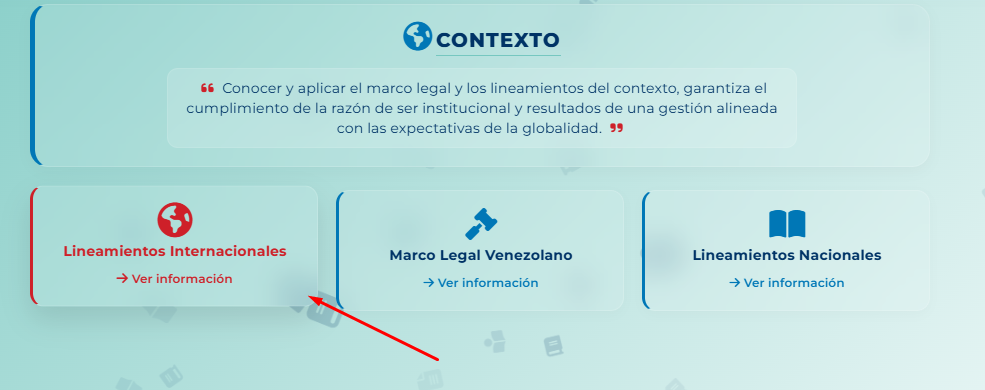 CONTEXTO
❝ Conocer y aplicar el marco legal y los lineamientos del contexto, garantiza el
cumplimiento de la razón de ser institucional y resultados de una gestión alineada
con las expectativas de la globalidad. ❞
Lineamientos Internacionales
→ Ver información
Marco Legal Venezolano
→ Ver información
Lineamientos Nacionales
→ Ver información